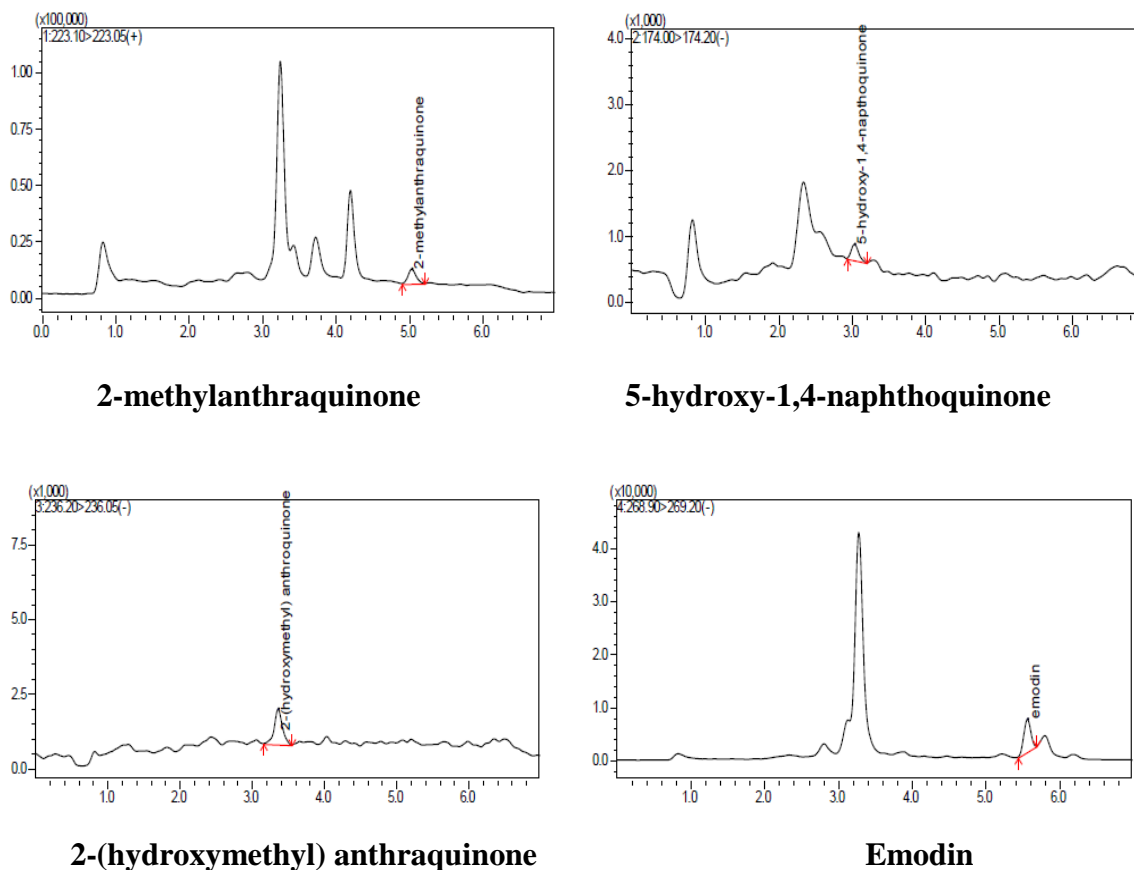 (x100,000)
1:223.10>223.05(+)
1.00
0.75
0.50
0.25
0.00
2-methylanthraquinone
0.0 1.0 2.0 3.0 4.0 5.0 6.0
2-methylanthraquinone
(x1,000)
2:174.00>174.20(-)
4.0
3.0
2.0
1.0
0.0
5-hydroxy-1,4-napthoquinone
1.0 2.0 3.0 4.0 5.0 6.0
5-hydroxy-1,4-naphthoquinone
(x1,000)
3:236.20>236.05(-)
7.5
5.0
2.5
0.0
2-(hydroxymethyl) anthroquinone
1.0 2.0 3.0 4.0 5.0 6.0
2-(hydroxymethyl) anthraquinone
(x10,000)
4:268.90>269.20(-)
4.0
3.0
2.0
1.0
0.0
emodin
1.0 2.0 3.0 4.0 5.0 6.0
Emodin